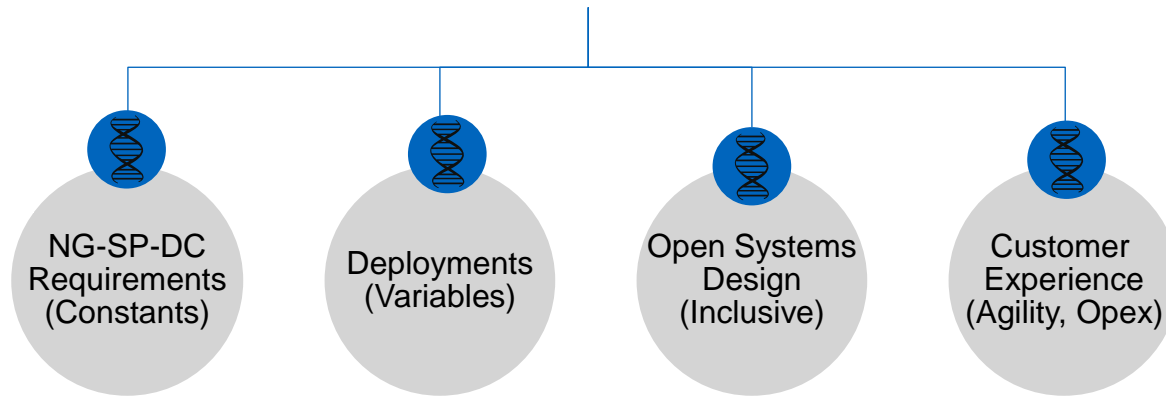 NG-SP-DC
Requirements
(Constants)
Deployments
(Variables)
Open Systems
Design
(Inclusive)
Customer
Experience
(Agility, Opex)